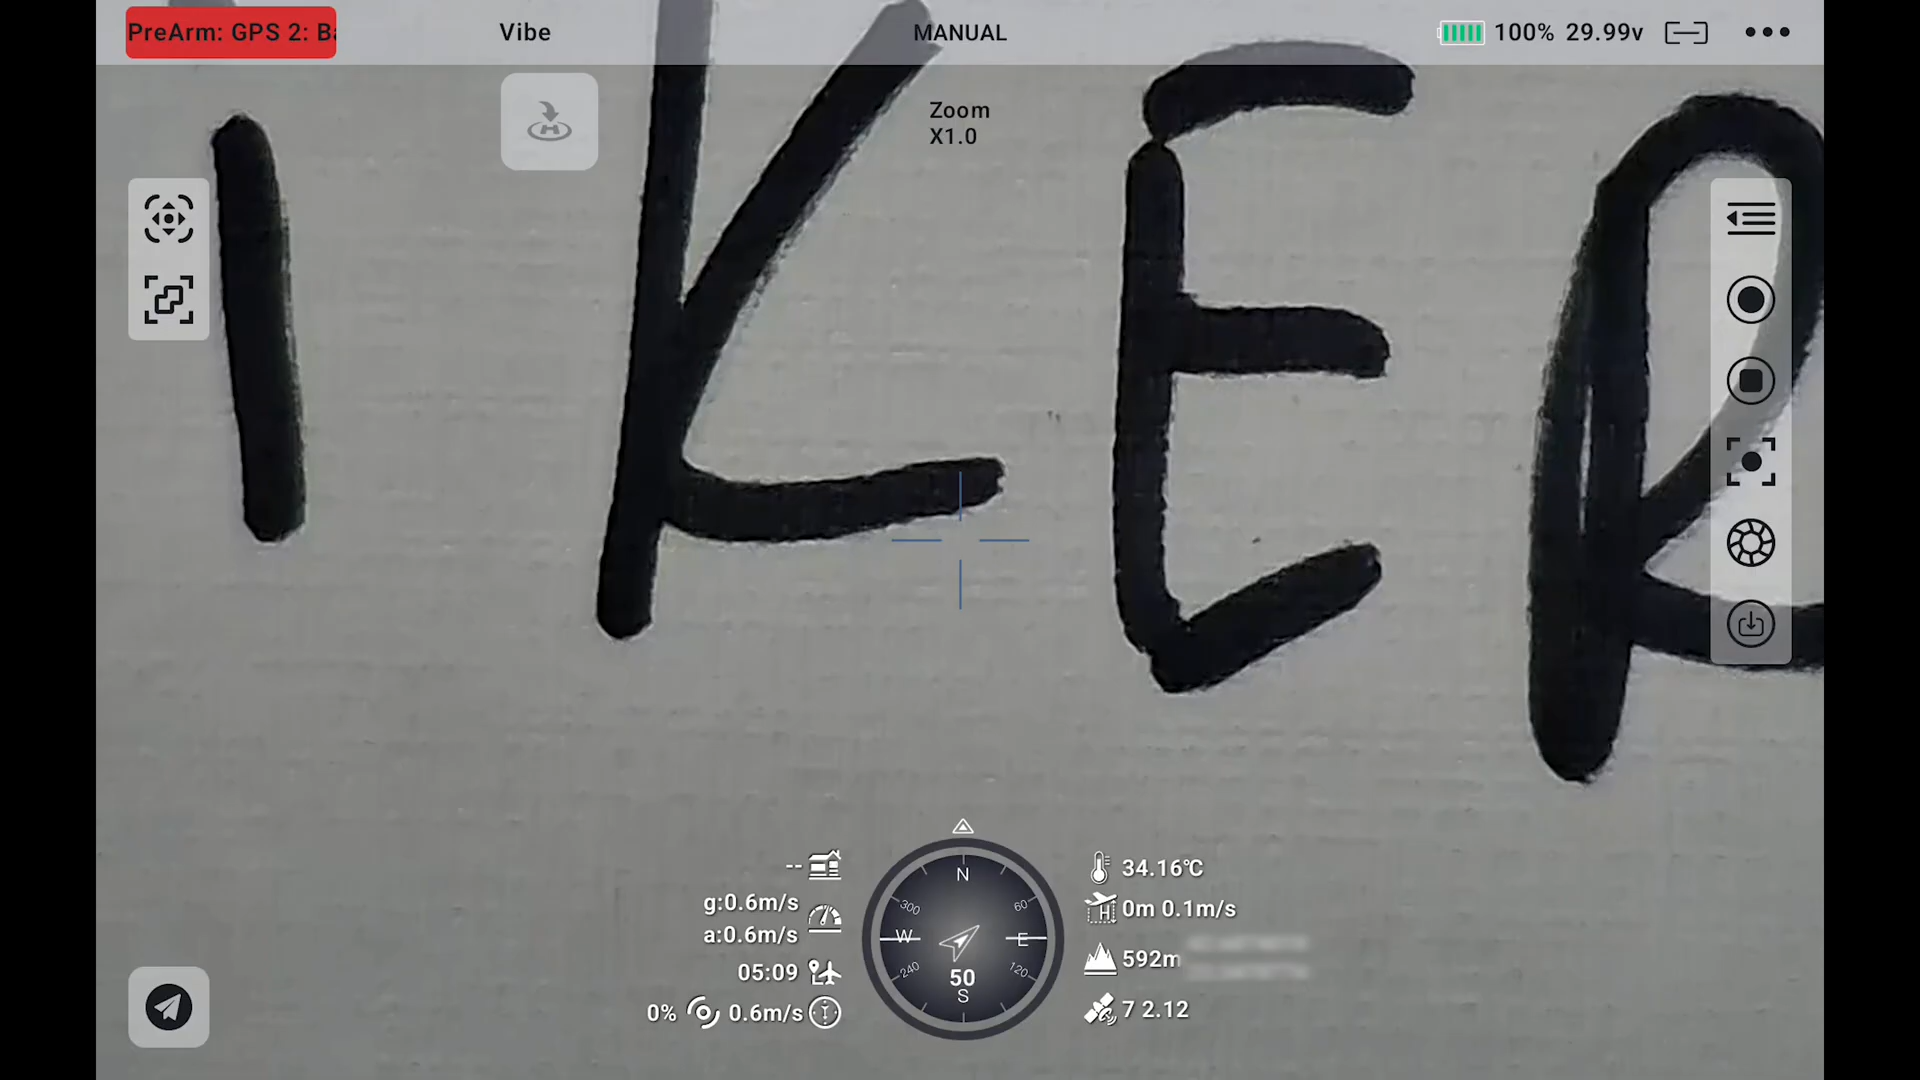 PreArm: GPS 2: Ba
Vibe
MANUAL
100% 29.99v
Zoom
X1.0
I K E R
N
300
60
W
E
240
120
50
S
--
g:0.6m/s
a:0.6m/s
05:09
0%
0.6m/s
34.16℃
H
0m 0.1m/s
592m
7 2.12